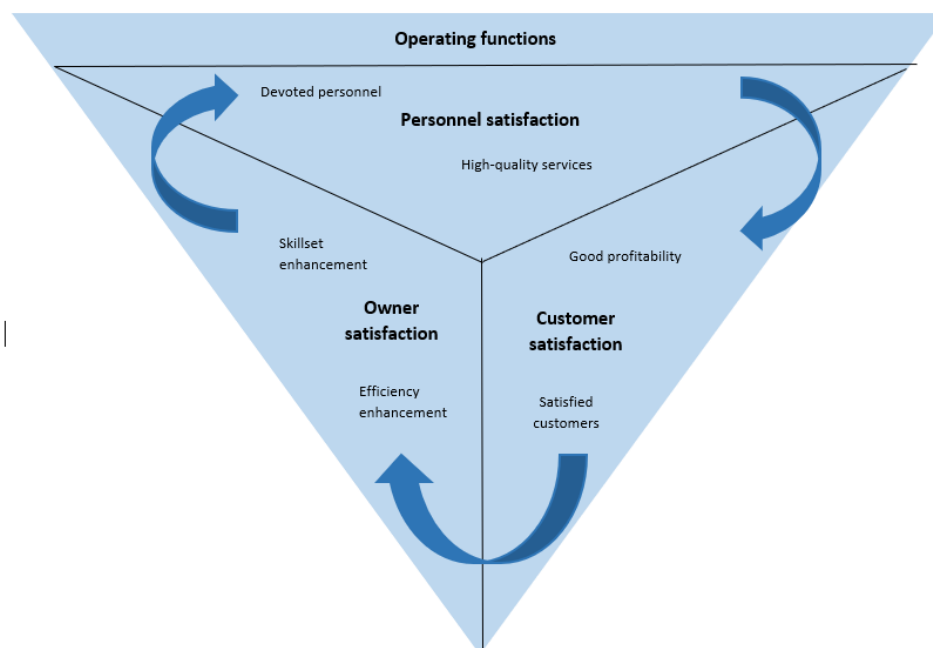 Operating functions
Devoted personnel
Personnel satisfaction
High-quality services
Skillset
enhancement
Good profitability
Owner
satisfaction
Customer
satisfaction
Efficiency
enhancement
Satisfied
customers